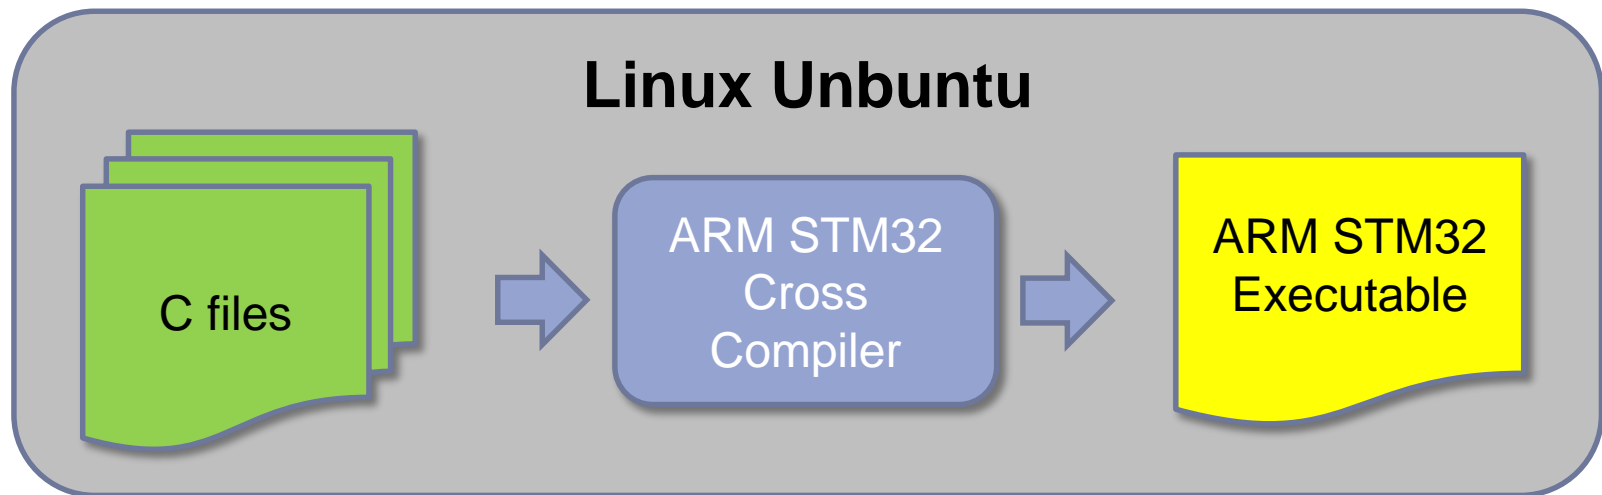 Linux Unbuntu
C files
ARM STM32
Cross
Compiler
ARM STM32
Executable